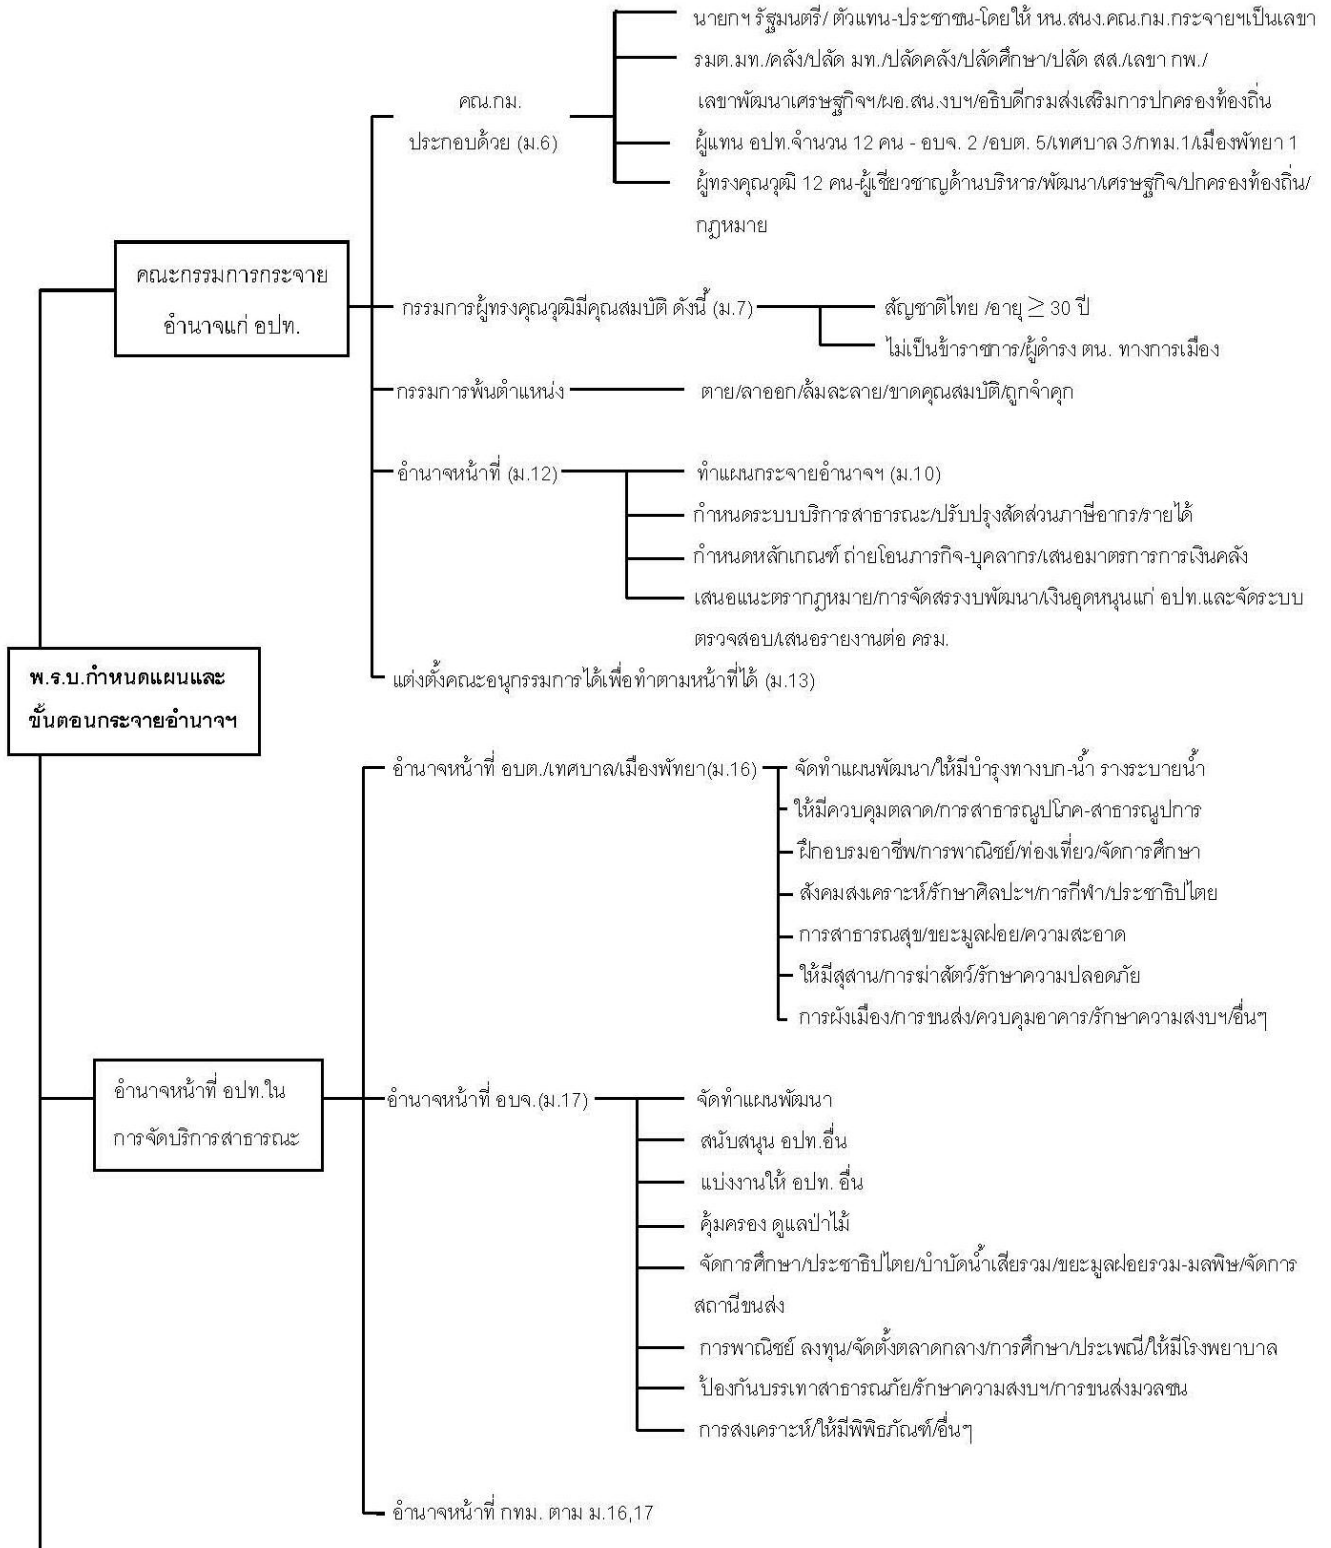 นายกฯ รัฐมนตรี/ ตัวแทน-ประชาชน-โดยให้ หน.สนง.คณ.กม.กระจายฯเป็นเลขา
รมต.มท./คลัง/ปลัด มท./ปลัดคลัง/ปลัดศึกษา/ปลัด สส./เลขา กพ./
เลขาพัฒนาเศรษฐกิจฯ/ผอ.สน.งบฯ/อธิบดีกรมส่งเสริมการปกครองท้องถิ่น
คณ.กม.
ประกอบด้วย (ม.6)
ผู้แทน อปท.จำนวน 12 คน - อบจ. 2 /อบต. 5/เทศบาล 3/กทม.1/เมืองพัทยา 1
ผู้ทรงคุณวุฒิ 12 คน-ผู้เชียวชาญด้านบริหาร/พัฒนา/เศรษฐกิจ/ปกครองท้องถิ่น/
กฎหมาย
คณะกรรมการกระจาย
อำนาจแก่ อปท.
กรรมการผู้ทรงคุณวุฒิมีคุณสมบัติ ดังนี้ (ม.7)
สัญชาติไทย /อายุ ≥ 30 ปี
ไม่เป็นข้าราชการ/ผู้ดำรง ตน. ทางการเมือง
กรรมการพ้นตำแหน่ง
ตาย/ลาออก/ล้มละลาย/ขาดคุณสมบัติ/ถูกจำคุก
อำนาจหน้าที่ (ม.12)
ทำแผนกระจายอำนาจฯ (ม.10)
กำหนดระบบบริการสาธารณะ/ปรับปรุงสัดส่วนภาษีอากร/รายได้
กำหนดหลักเกณฑ์ ถ่ายโอนภารกิจ-บุคลากร/เสนอมาตรการการเงินคลัง
เสนอแนะตรากฎหมาย/การจัดสรรงบพัฒนา/เงินอุดหนุนแก่ อปท.และจัดระบบ
ตรวจสอบ/เสนอรายงานต่อ ครม.
แต่งตั้งคณะอนุกรรมการได้เพื่อทำตามหน้าที่ได้ (ม.13)
พ.ร.บ.กำหนดแผนและ
ขั้นตอนกระจายอำนาจฯ
อำนาจหน้าที่ อบต./เทศบาล/เมืองพัทยา(ม.16)
จัดทำแผนพัฒนา/ให้มีบำรุงทางบก-น้ำ รางระบายน้ำ
ให้มีควบคุมตลาด/การสาธารณูปโภค-สาธารณูปการ
ฝึกอบรมอาชีพ/การพาณิชย์/ท่องเที่ยว/จัดการศึกษา
สังคมสงเคราะห์/รักษาศิลปะฯ/การกีฬา/ประชาธิปไตย
การสาธารณสุข/ขยะมูลฝอย/ความสะอาด
ให้มีสุสาน/การฆ่าสัตว์/รักษาความปลอดภัย
การผังเมือง/การขนส่ง/ควบคุมอาคาร/รักษาความสงบฯ/อื่นๆ
อำนาจหน้าที่ อปท.ใน
การจัดบริการสาธารณะ
อำนาจหน้าที่ อบจ.(ม.17)
จัดทำแผนพัฒนา
สนับสนุน อปท.อื่น
แบ่งงานให้ อปท. อื่น
คุ้มครอง ดูแลป่าไม้
จัดการศึกษา/ประชาธิปไตย/บำบัดน้ำเสียรวม/ขยะมูลฝอยรวม-มลพิษ/จัดการ
สถานีขนส่ง
การพาณิชย์ ลงทุน/จัดตั้งตลาดกลาง/การศึกษา/ประเพณี/ให้มีโรงพยาบาล
ป้องกันบรรเทาสาธารณภัย/รักษาความสงบฯ/การขนส่งมวลชน
การสงเคราะห์/ให้มีพิพิธภัณฑ์/อื่นๆ
อำนาจหน้าที่ กทม. ตาม ม.16,17